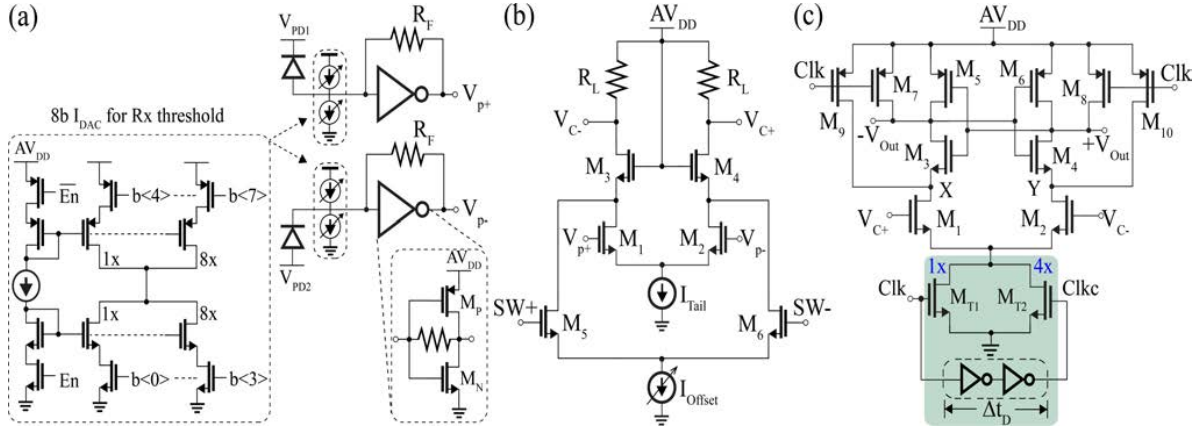 (a)
V_PD1
R_F
V_p+
8b I_DAC for Rx threshold
AV_DD
En
b<4>
b<7>
1x
8x
1x
8x
En
b<0>
b<3>
R_F
V_p-
V_PD2
AV_DD
M_P
M_N
(b)
AV_DD
R_L
R_L
V_C-
V_C+
M_3
M_4
V_p+
M_1
M_2
V_p-
I_Tail
SW+
M_5
M_6
SW-
I_Offset
(c)
AV_DD
Clk
M_7
M_5
M_6
M_8
Clk
M_9
-V_Out
+V_Out
M_10
M_3
M_4
X
Y
V_C+
M_1
M_2
V_C-
1x
4x
Clk
M_T1
M_T2
Clkc
Δt_D